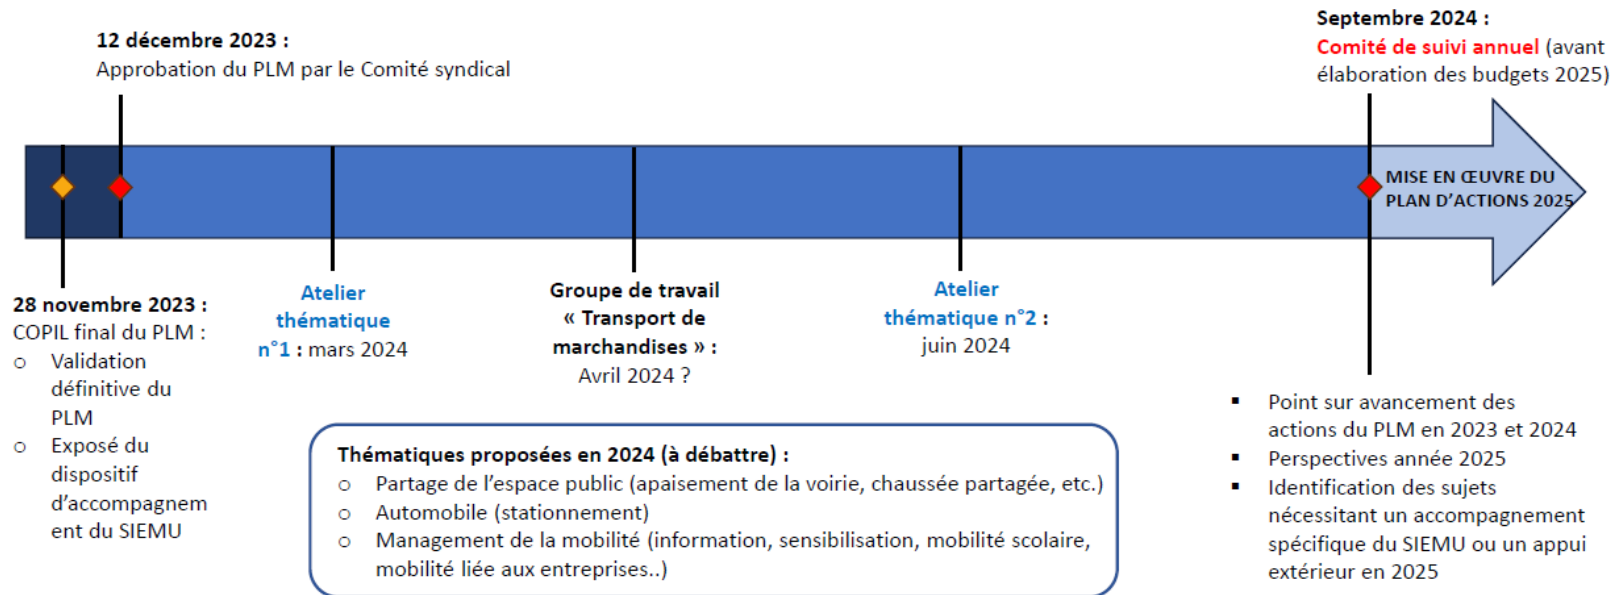 12 décembre 2023 :
Approbation du PLM par le Comité syndical
Septembre 2024 :
Comité de suivi annuel (avant
élaboration des budgets 2025)
MISE EN ŒUVRE DU
PLAN D’ACTIONS 2025
28 novembre 2023 :
COPIL final du PLM :
o Validation
définitive du
PLM
o Exposé du
dispositif
d’accompagnem
ent du SIEMU
Atelier
thématique
n°1 : mars 2024
Groupe de travail
« Transport de
marchandises » :
Avril 2024 ?
Atelier
thématique n°2 :
juin 2024
Thématiques proposées en 2024 (à débattre) :
o Partage de l’espace public (apaisement de la voirie, chaussée partagée, etc.)
o Automobile (stationnement)
o Management de la mobilité (information, sensibilisation, mobilité scolaire,
mobilité liée aux entreprises..)
▪ Point sur avancement des
actions du PLM en 2023 et 2024
▪ Perspectives année 2025
▪ Identification des sujets
nécessitant un accompagnement
spécifique du SIEMU ou un appui
extérieur en 2025